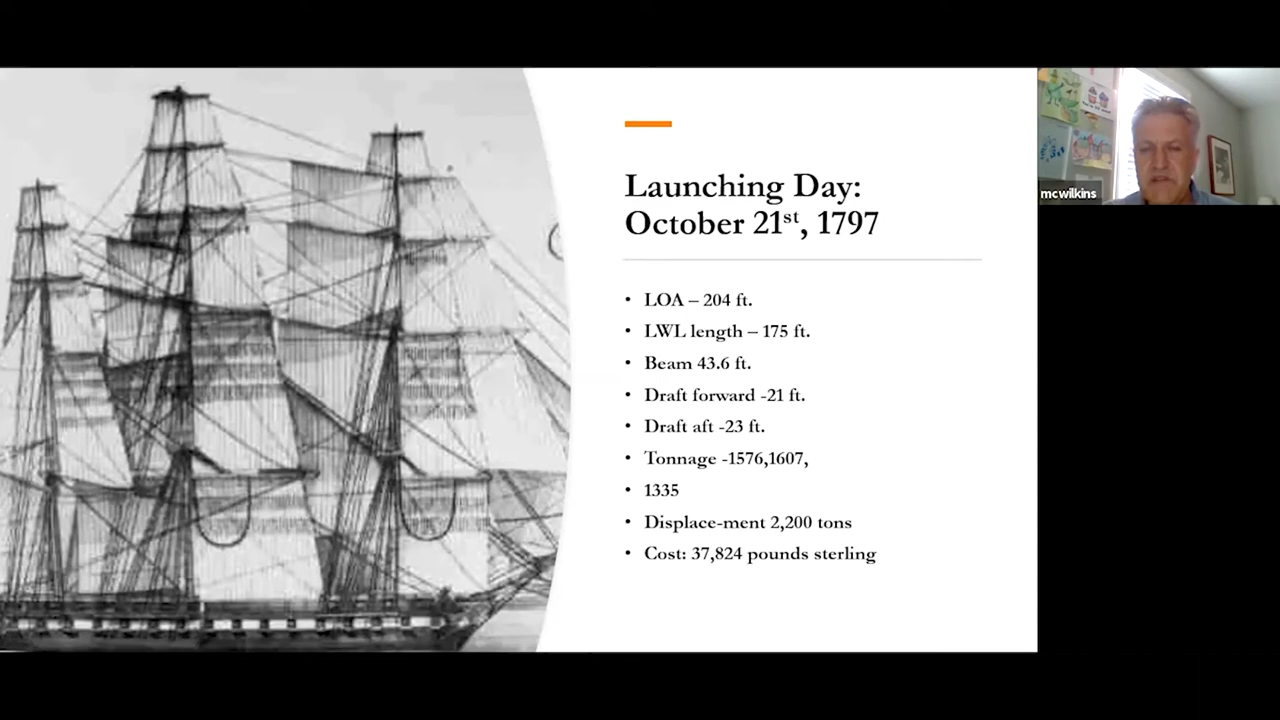 Launching Day:
October 21st, 1797
• LOA – 204 ft.
• LWL length – 175 ft.
• Beam 43.6 ft.
• Draft forward -21 ft.
• Draft aft -23 ft.
• Tonnage -1576,1607,
• 1335
• Displace-ment 2,200 tons
• Cost: 37,824 pounds sterling
mcwilkins